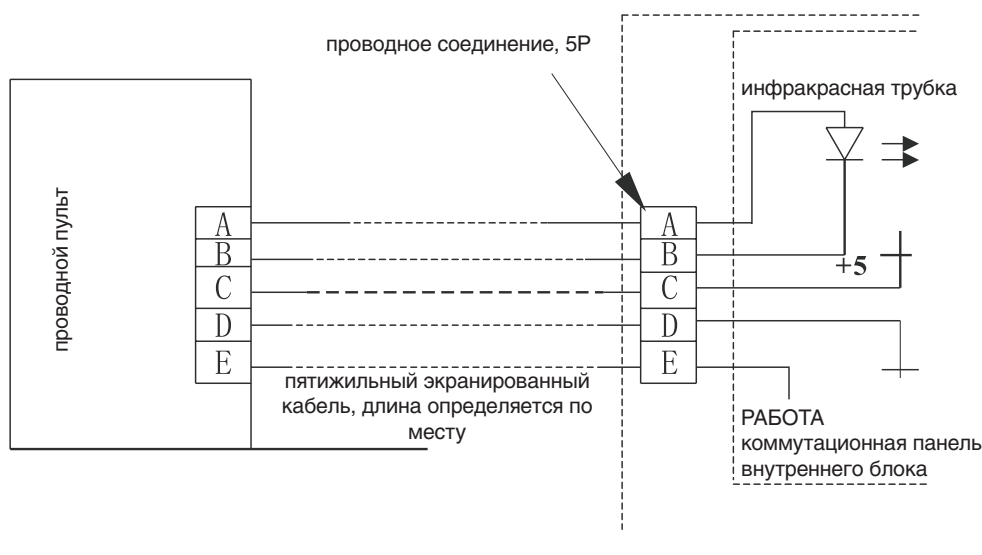 проводное соединение, 5P
инфракрасная трубка
проводной пульт
A
B
C
D
E
A
B
C
D
E
+5
пятижильный экранированный
кабель, длина определяется по
месту
РАБОТА
коммутационная панель
внутреннего блока